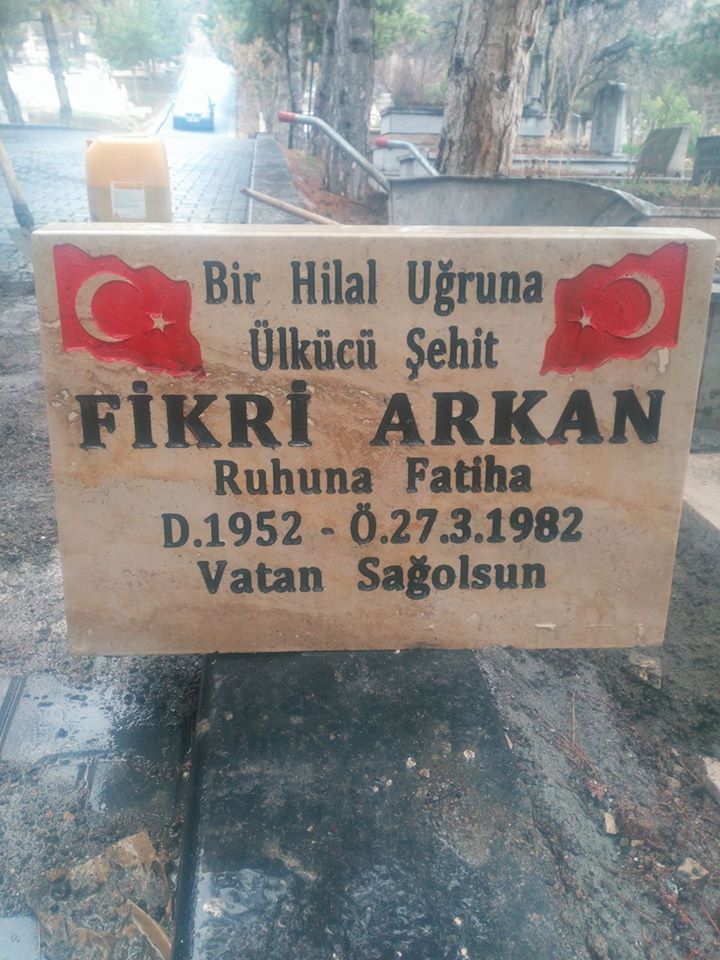 Bir Hilal Uğruna
Ülkücü Şehit
FİKRİ ARKAN
Ruhuna Fatiha
D.1952 - Ö.27.3.1982
Vatan Sağolsun